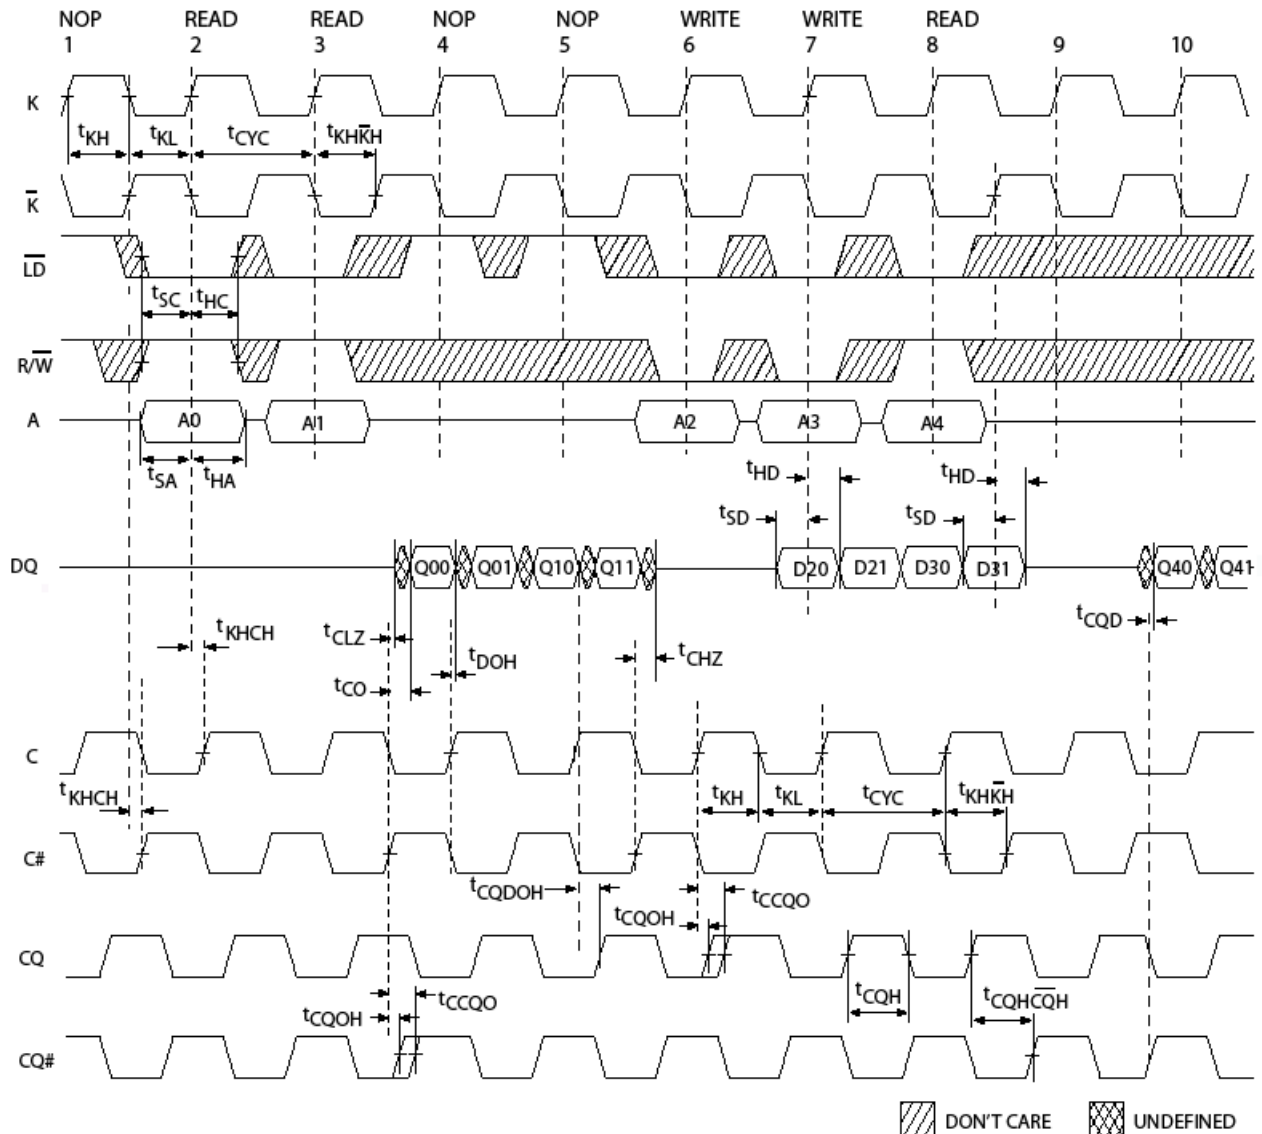 NOP READ READ NOP NOP WRITE WRITE READ
1 2 3 4 5 6 7 8 9 10
K
tKH tKL tCYC tKHK̅H
K̅
L̅D̅
tSC tHC
R/W̅
A A0 A1 A2 A3 A4
tSA tHA tHD tHD
tSD tSD
DQ Q00 Q01 Q10 Q11 D20 D21 D30 D31 Q40 Q41
tKHCH tCLZ tDOH tCHZ tCQD
tCO
C
tKHCH tKH tKL tCYC tKHK̅H
C#
tCQDOH tCQOH tCCQO
CQ
tCQOH tCCQO tCQH tCQHC̅Q̅H
CQ#
DON'T CARE UNDEFINED